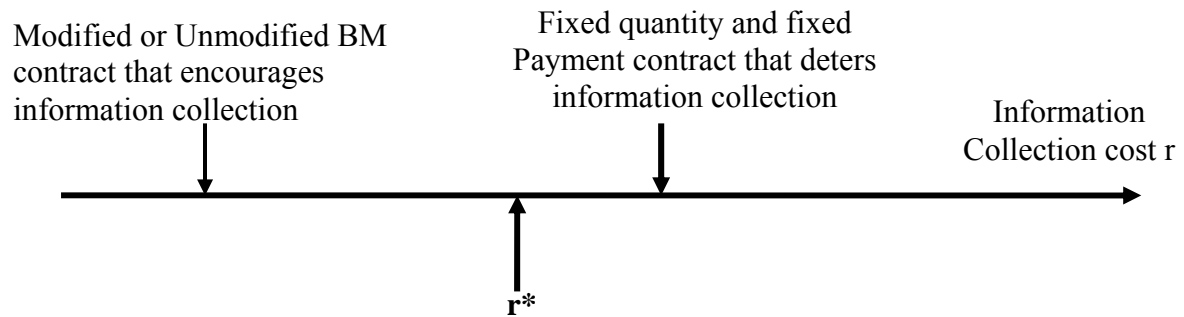 Modified or Unmodified BM
contract that encourages
information collection
Fixed quantity and fixed
Payment contract that deters
information collection
Information
Collection cost r
r*